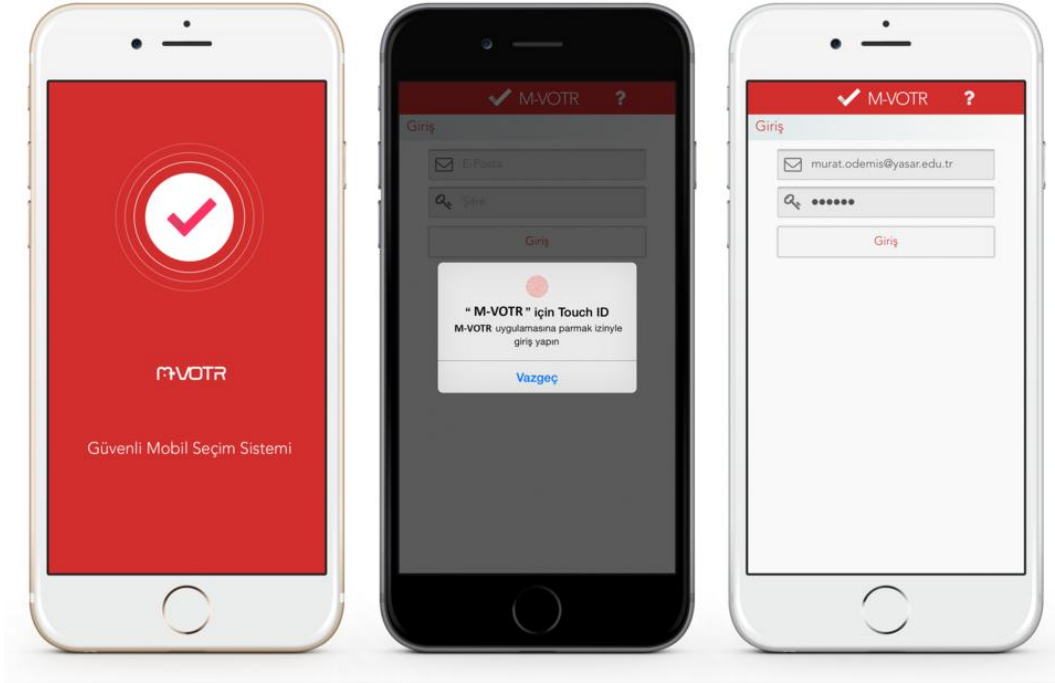 M-VOTR
Güvenli Mobil Seçim Sistemi
M-VOTR ?
Giriş
E-Posta
Şifre
Giriş
" M-VOTR " için Touch ID
M-VOTR uygulamasına parmak izinyle
giriş yapın
Vazgeç
M-VOTR ?
Giriş
murat.odemis@yasar.edu.tr
••••••
Giriş